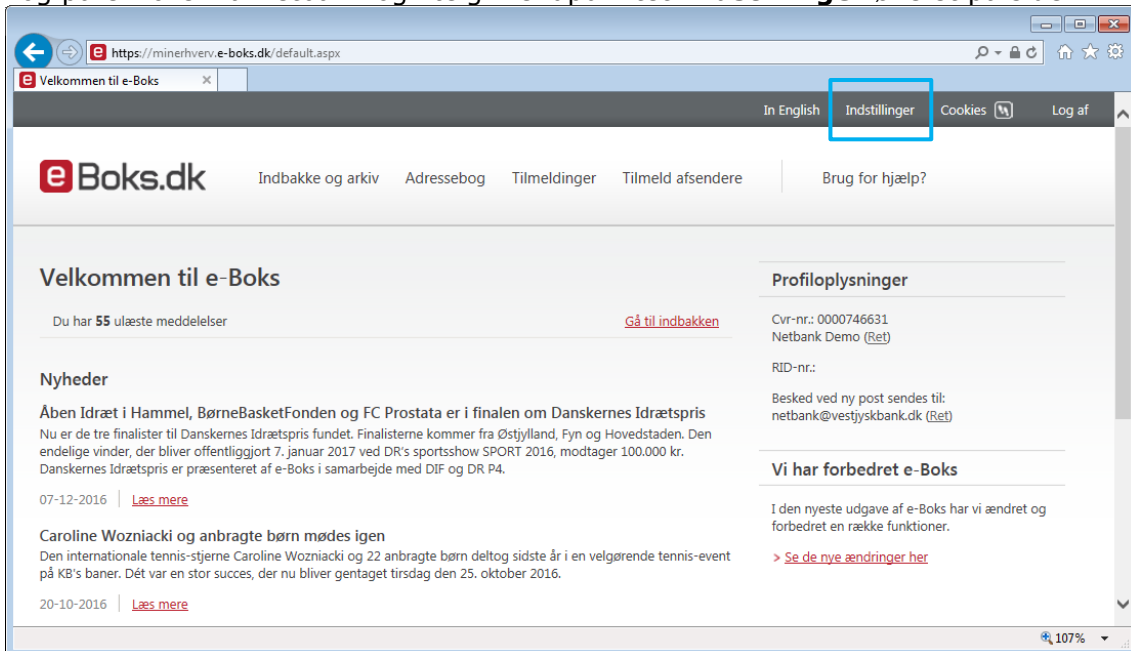 https://minerhverv.e-boks.dk/default.aspx
Velkommen til e-Boks
In English Indstillinger Cookies Log af
e Boks.dk Indbakke og arkiv Adressebog Tilmeldinger Tilmeld afsendere Brug for hjælp?
Velkommen til e-Boks
Du har 55 ulæste meddelelser Gå til indbakken
Nyheder
Åben Idræt i Hammel, BørneBasketFonden og FC Prostata er i finalen om Danskernes Idrætspris
Nu er de tre finalister til Danskernes Idrætspris fundet. Finalisterne kommer fra Østjylland, Fyn og Hovedstaden. Den
endelige vinder, der bliver offentliggjort 7. januar 2017 ved DR's sportsshow SPORT 2016, modtager 100.000 kr.
Danskernes Idrætspris er præsenteret af e-Boks i samarbejde med DIF og DR P4.
07-12-2016 Læs mere
Caroline Wozniacki og anbragte børn mødes igen
Den internationale tennis-stjerne Caroline Wozniacki og 22 anbragte børn deltog sidste år i en velgørende tennis-event
på KB's baner. Dét var en stor succes, der nu bliver gentaget tirsdag den 25. oktober 2016.
20-10-2016 Læs mere
Profiloplysninger
Cvr-nr.: 0000746631
Netbank Demo (Ret)
RID-nr.:
Besked ved ny post sendes til:
netbank@vestjyskbank.dk (Ret)
Vi har forbedret e-Boks
I den nyeste udgave af e-Boks har vi ændret og
forbedret en række funktioner.
> Se de nye ændringer her
107%